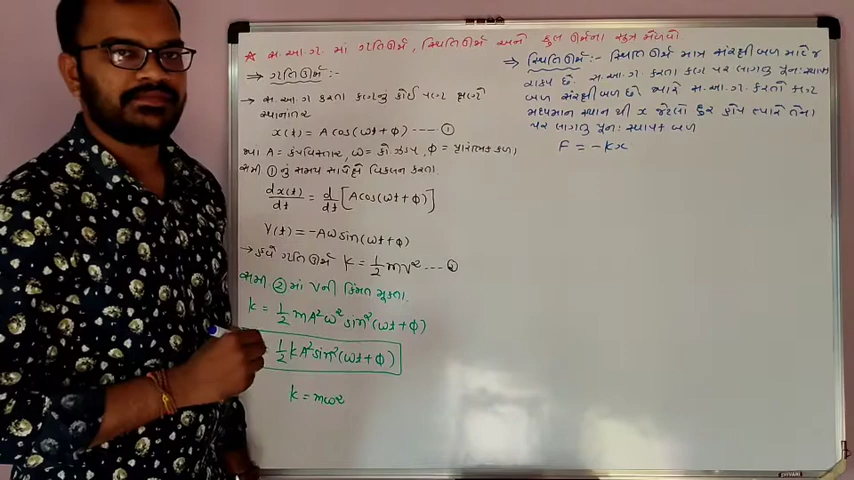 ★ સ.આ.ગ. માં ગતિઊર્જા, સ્થિતિઊર્જા અને કુલ ઊર્જાના સૂત્ર મેળવો.
⇒ ગતિઊર્જા :-
→ સ.આ.ગ કરતા કણનું કોઈ પણ ક્ષણે
સ્થાનાંતર
x(t) = A cos(ωt + φ) ---- ①
A = કંપવિસ્તાર, ω = કો. ઝડપ, φ = પ્રારંભિક કળા
સમી ① નું સમય સાપેક્ષે વિકલન કરતા.
dx(t)/dt = d/dt [A cos(ωt + φ)]
V(t) = -Aω sin(ωt + φ)
→ ગતિઊર્જા K = 1/2 mv² ---- ②
સમી ② માં V ની કિંમત મૂકતા.
k = 1/2 mA²ω² sin²(ωt + φ)
= 1/2 kA² sin²(ωt + φ)
k = mω²
⇒ સ્થિતિઊર્જા :- સ્થિતિઊર્જા માત્ર સંરક્ષી બળ માટે જ
શક્ય છે. સ.આ.ગ કરતા કણ પર લાગતુ પુનઃસ્થાપક
બળ સંરક્ષી બળ છે. જ્યારે સ.આ.ગ. કરતો કણ
મધ્યમાન સ્થાન થી x જેટલો દુર હોય ત્યારે તેના
પર લાગતુ પુનઃ સ્થાપક બળ
F = -kx